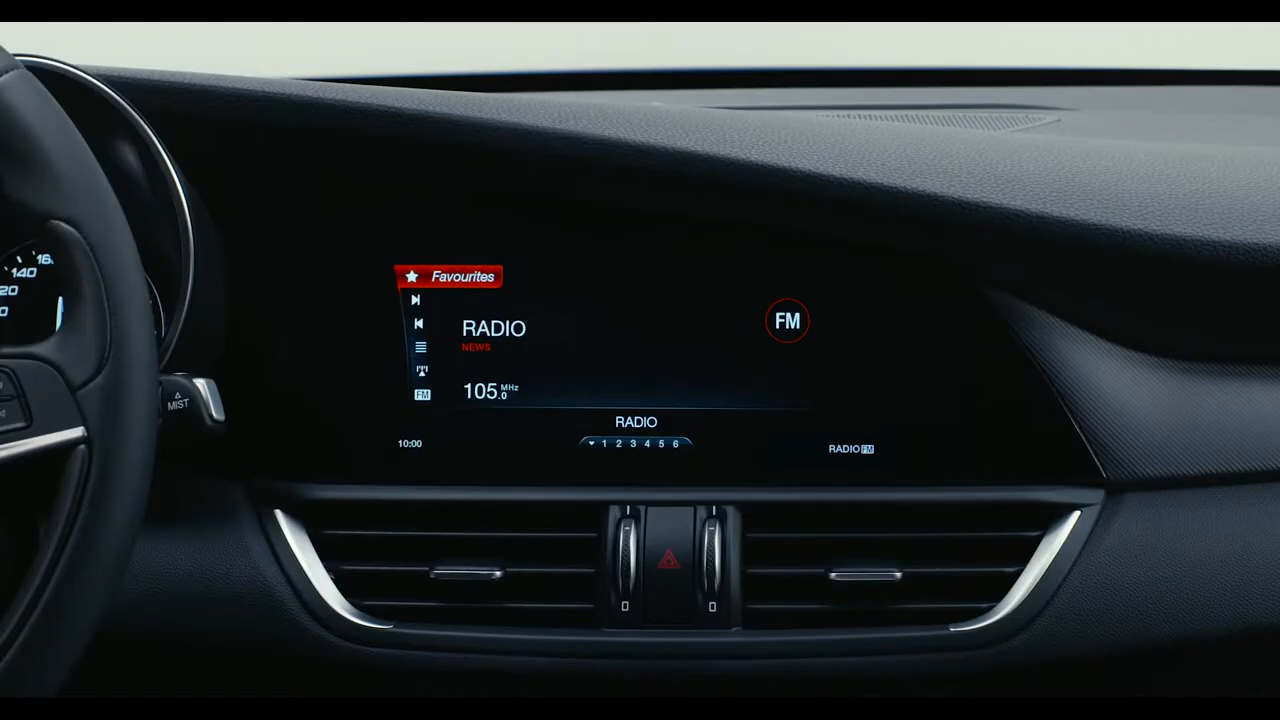 140
MIST
Favourites
RADIO
NEWS
FM
105.0 MHz
FM
RADIO
10:00
1 2 3 4 5 6
RADIO FM